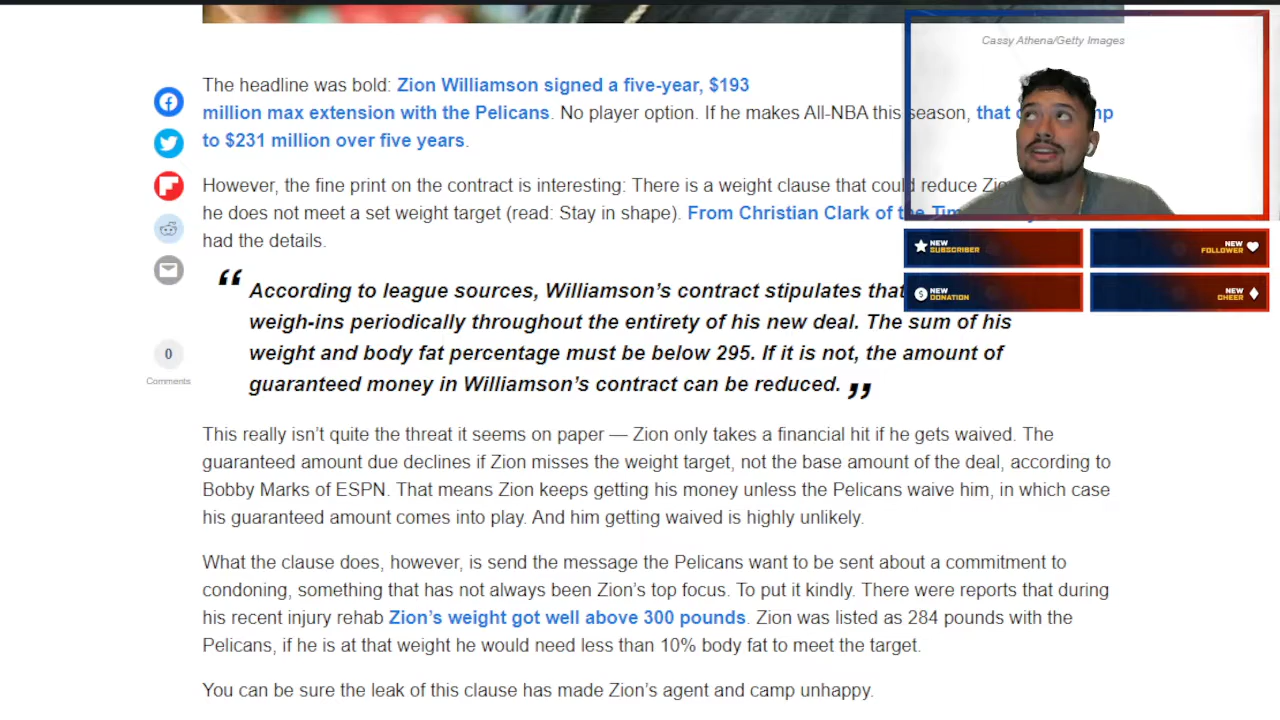 Cassy Athena/Getty Images
The headline was bold: Zion Williamson signed a five-year, $193
million max extension with the Pelicans. No player option. If he makes All-NBA this season, that
to $231 million over five years.
However, the fine print on the contract is interesting: There is a weight clause that could reduce
he does not meet a set weight target (read: Stay in shape). From Christian Clark of the
had the details.
“ According to league sources, Williamson’s contract stipulates that
weigh-ins periodically throughout the entirety of his new deal. The sum of his
weight and body fat percentage must be below 295. If it is not, the amount of
guaranteed money in Williamson’s contract can be reduced. ”
0
Comments
This really isn’t quite the threat it seems on paper — Zion only takes a financial hit if he gets waived. The
guaranteed amount due declines if Zion misses the weight target, not the base amount of the deal, according to
Bobby Marks of ESPN. That means Zion keeps getting his money unless the Pelicans waive him, in which case
his guaranteed amount comes into play. And him getting waived is highly unlikely.
What the clause does, however, is send the message the Pelicans want to be sent about a commitment to
condoning, something that has not always been Zion’s top focus. To put it kindly. There were reports that during
his recent injury rehab Zion’s weight got well above 300 pounds. Zion was listed as 284 pounds with the
Pelicans, if he is at that weight he would need less than 10% body fat to meet the target.
You can be sure the leak of this clause has made Zion’s agent and camp unhappy.
NEW
SUBSCRIBER
NEW
FOLLOWER
NEW
DONATION
NEW
CHEER